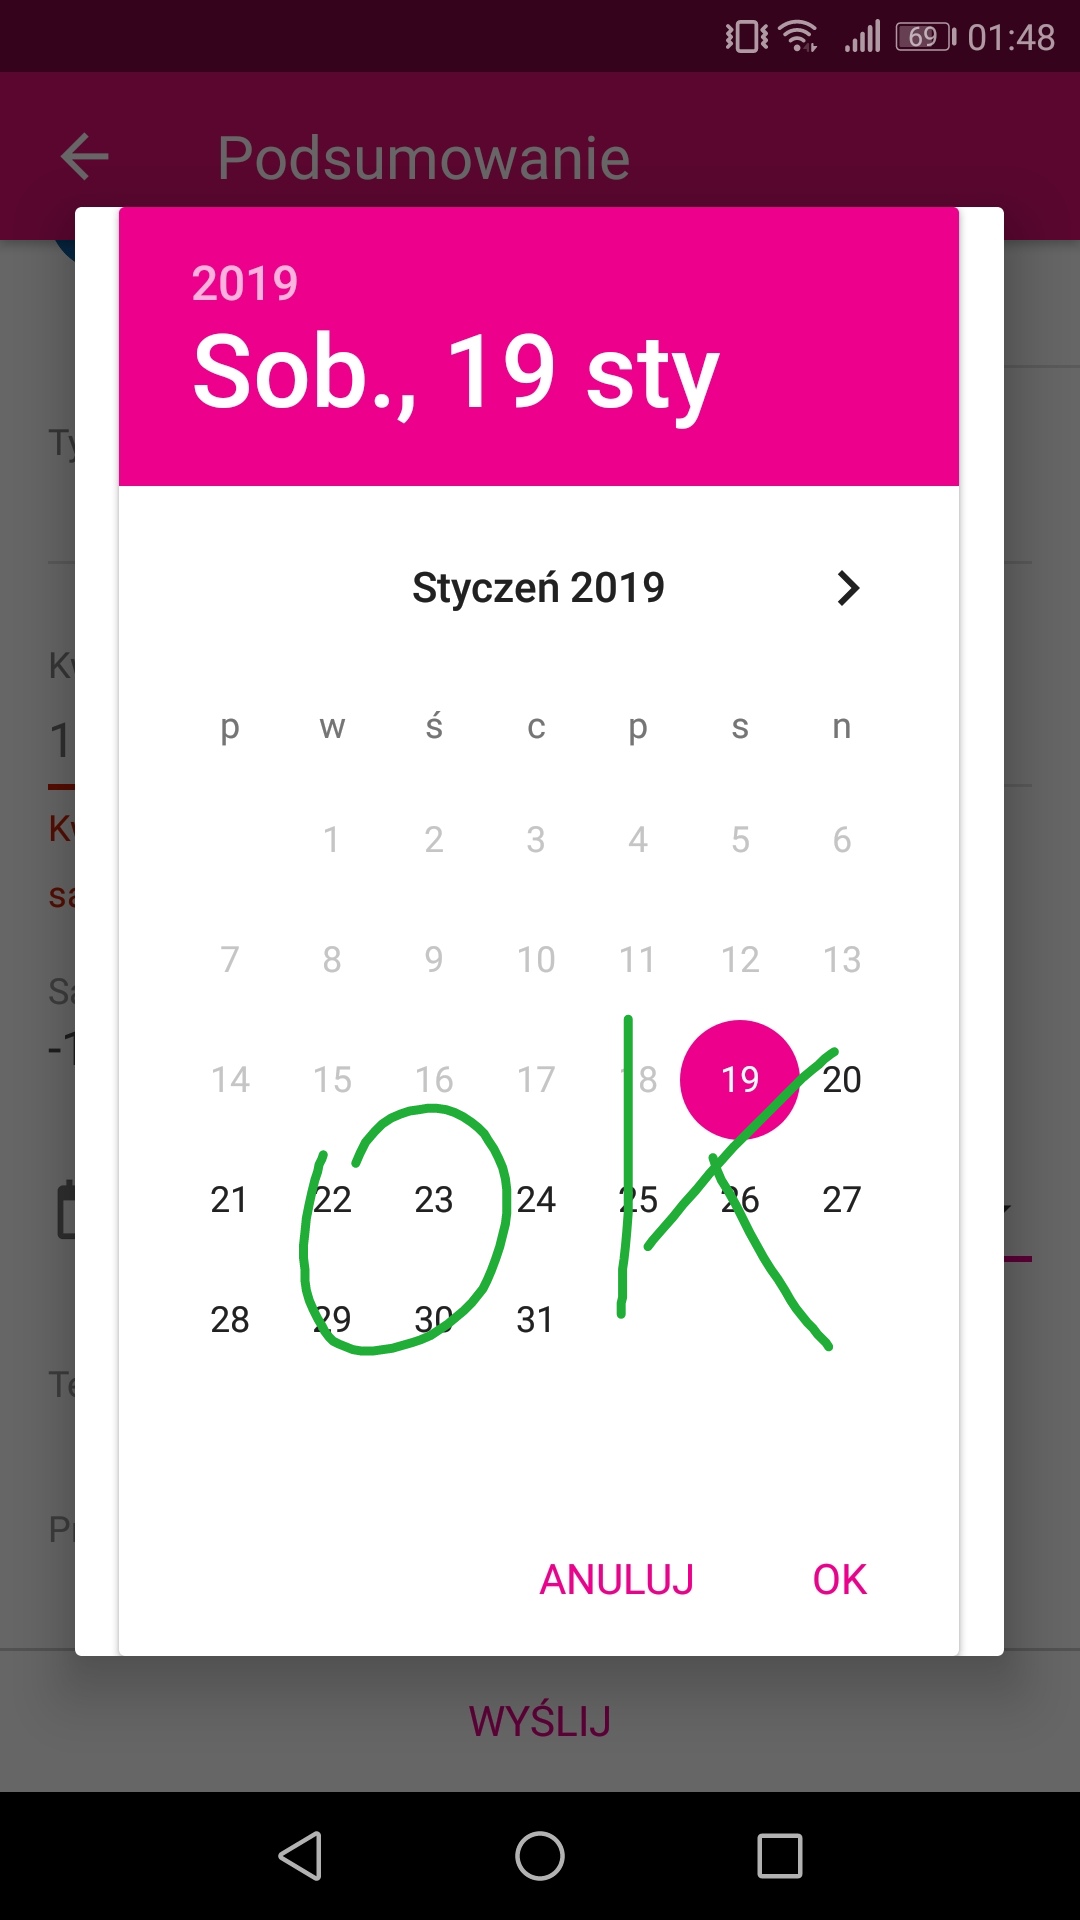 69 01:48
Podsumowanie
2019
Sob., 19 sty
Styczeń 2019
p w ś c p s n
1 2 3 4 5 6
7 8 9 10 11 12 13
14 15 16 17 18 19 20
21 22 23 24 25 26 27
28 29 30 31
OK
ANULUJ OK
WYŚLIJ